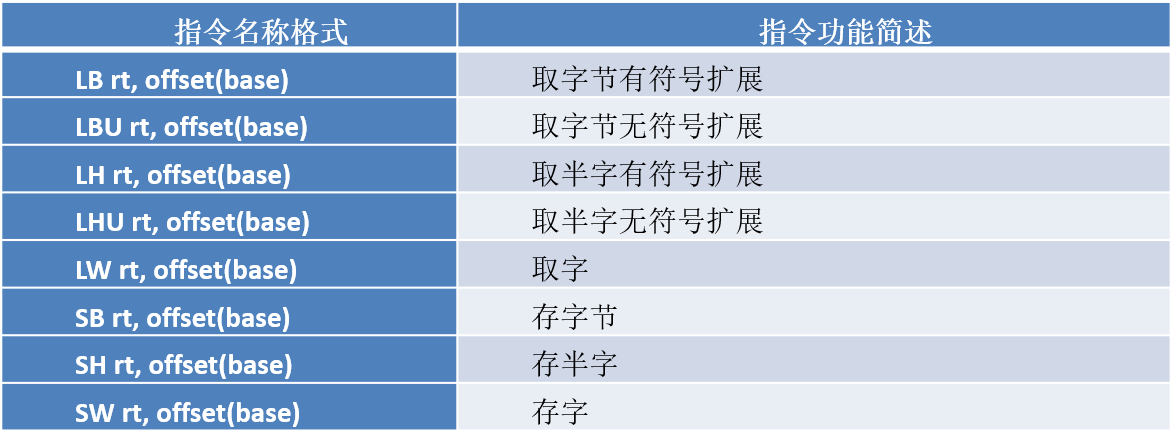 指令名称格式 指令功能简述
LB rt, offset(base) 取字节有符号扩展
LBU rt, offset(base) 取字节无符号扩展
LH rt, offset(base) 取半字有符号扩展
LHU rt, offset(base) 取半字无符号扩展
LW rt, offset(base) 取字
SB rt, offset(base) 存字节
SH rt, offset(base) 存半字
SW rt, offset(base) 存字